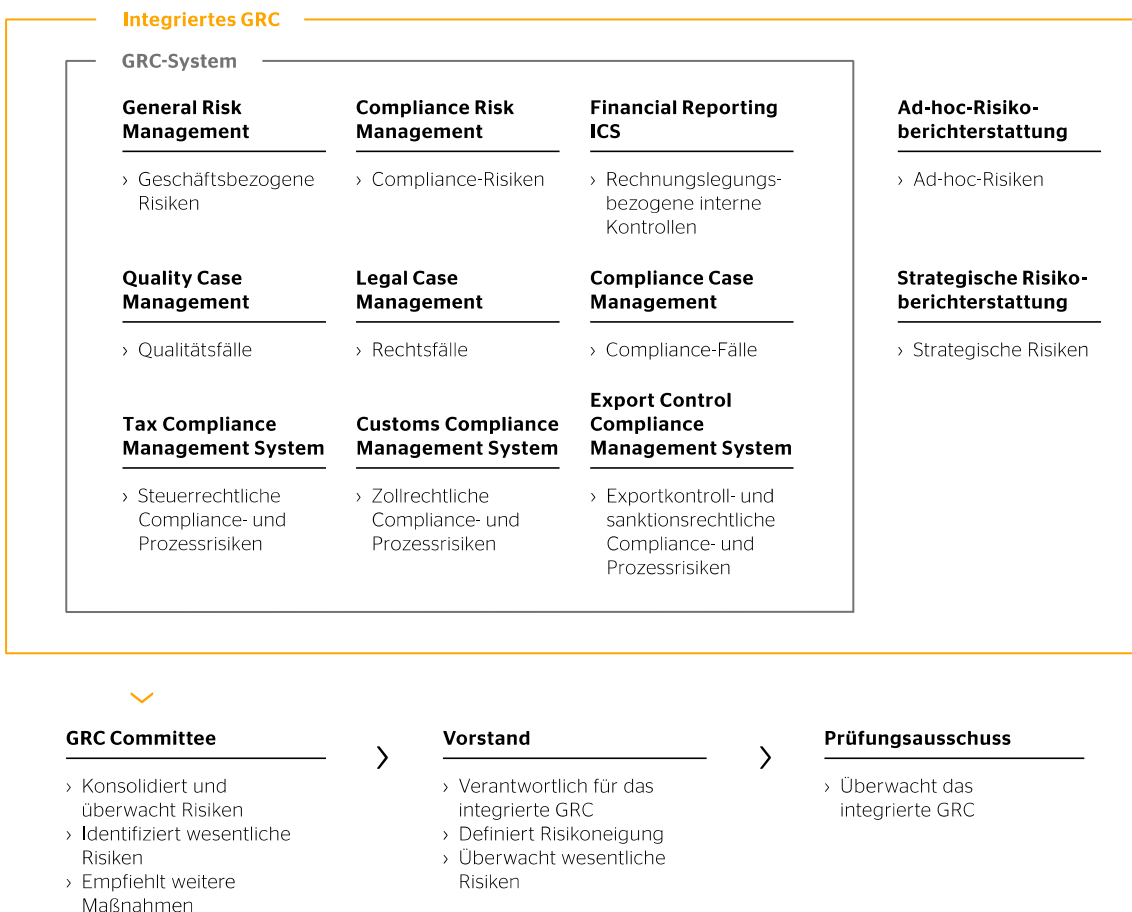 Integriertes GRC
GRC-System
General Risk
Management
› Geschäftsbezogene
Risiken
Compliance Risk
Management
› Compliance-Risiken
Financial Reporting
ICS
› Rechnungslegungs-
bezogene interne
Kontrollen
Ad-hoc-Risiko-
berichterstattung
› Ad-hoc-Risiken
Quality Case
Management
› Qualitätsfälle
Legal Case
Management
› Rechtsfälle
Compliance Case
Management
› Compliance-Fälle
Strategische Risiko-
berichterstattung
› Strategische Risiken
Tax Compliance
Management System
› Steuerrechtliche
Compliance- und
Prozessrisiken
Customs Compliance
Management System
› Zollrechtliche
Compliance- und
Prozessrisiken
Export Control
Compliance
Management System
› Exportkontroll- und
sanktionsrechtliche
Compliance- und
Prozessrisiken
GRC Committee
› Konsolidiert und
überwacht Risiken
› Identifiziert wesentliche
Risiken
› Empfiehlt weitere
Maßnahmen
Vorstand
› Verantwortlich für das
integrierte GRC
› Definiert Risikoneigung
› Überwacht wesentliche
Risiken
Prüfungsausschuss
› Überwacht das
integrierte GRC